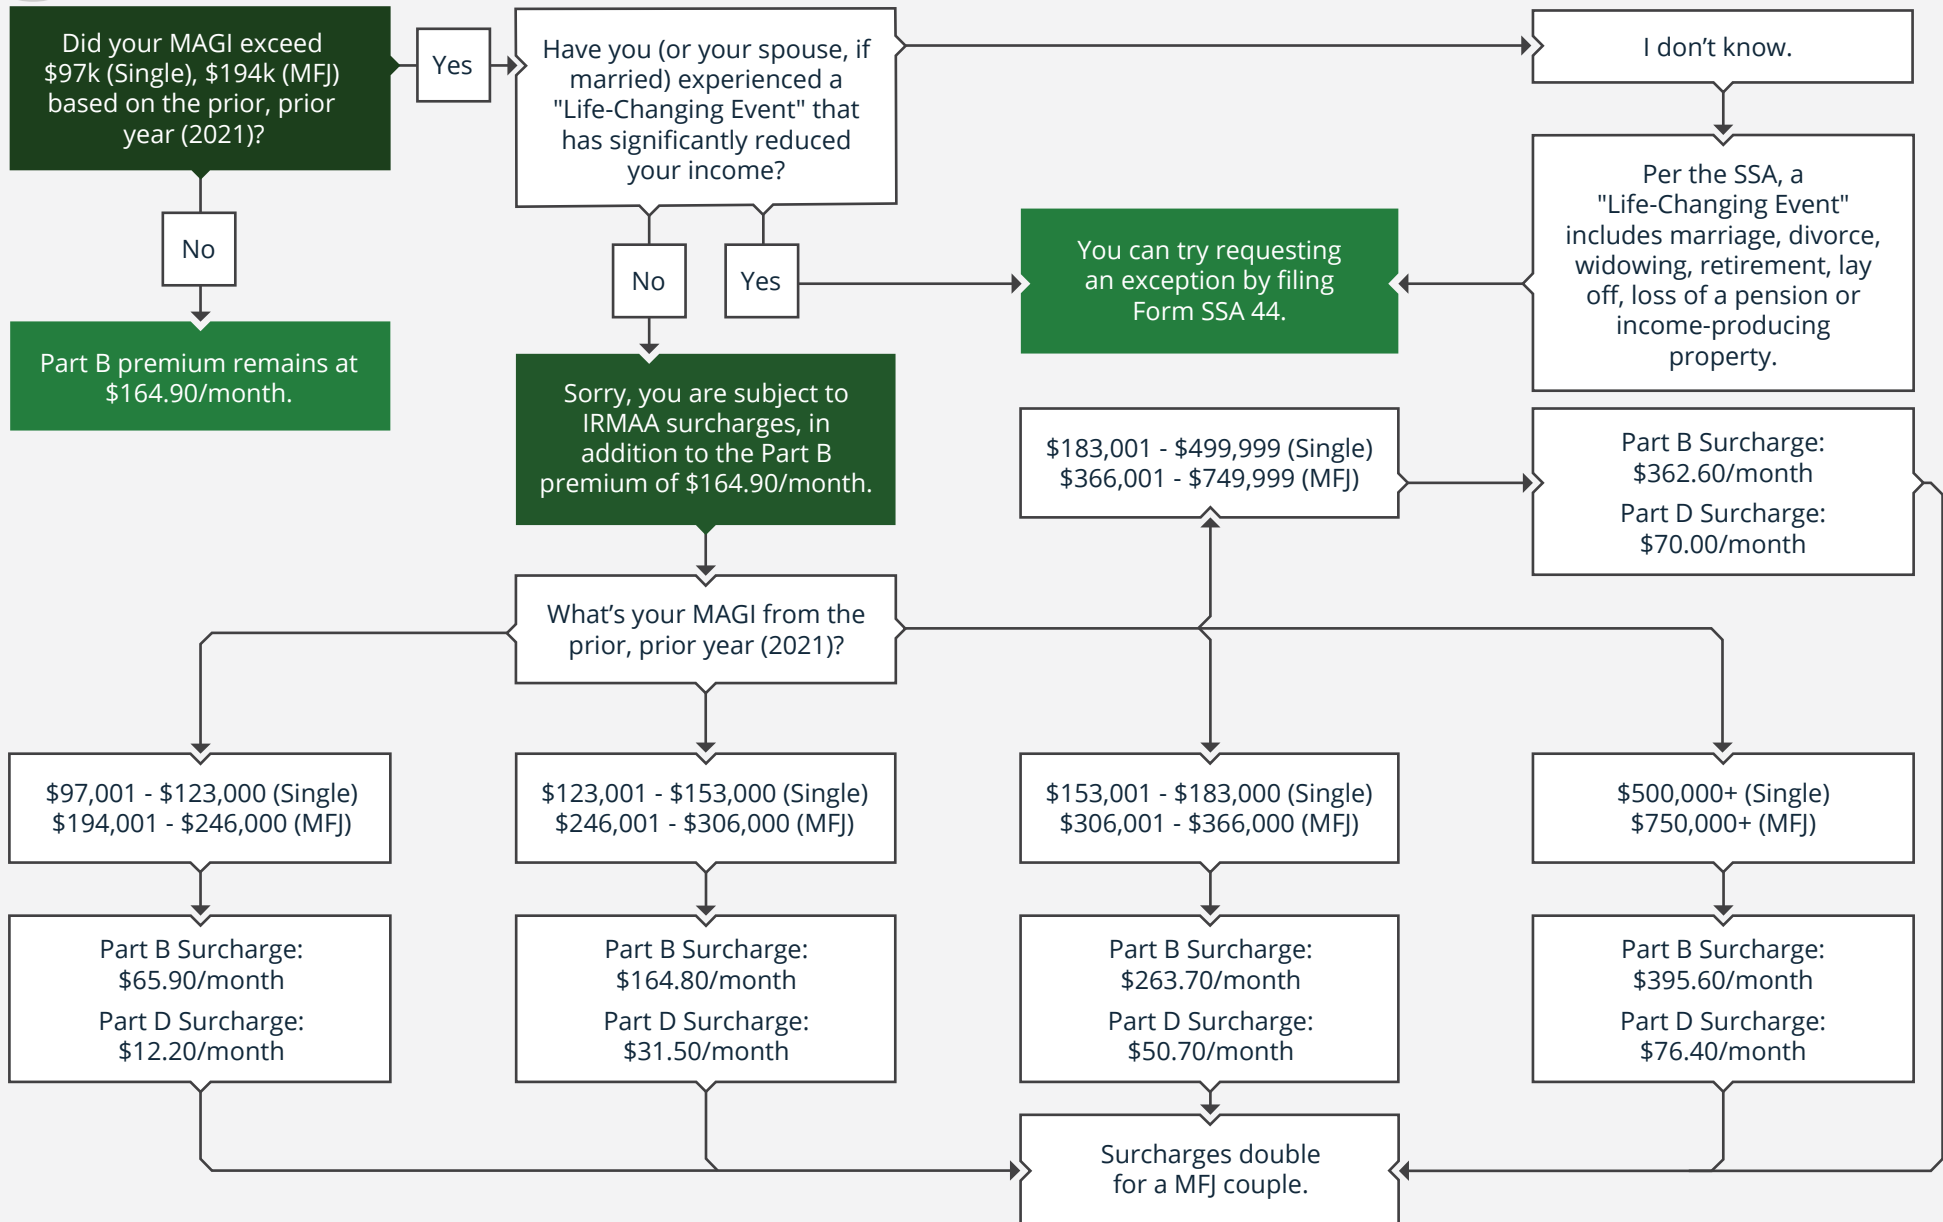 Did your MAGI exceed
$97k (Single), $194k (MFJ)
based on the prior, prior
year (2021)?
Yes
Have you (or your spouse, if
married) experienced a
"Life-Changing Event" that
has significantly reduced
your income?
I don’t know.
No
Part B premium remains at
$164.90/month.
No
Yes
You can try requesting
an exception by filing
Form SSA 44.
Per the SSA, a
"Life-Changing Event"
includes marriage, divorce,
widowing, retirement, lay
off, loss of a pension or
income-producing
property.
Sorry, you are subject to
IRMAA surcharges, in
addition to the Part B
premium of $164.90/month.
$183,001 - $499,999 (Single)
$366,001 - $749,999 (MFJ)
Part B Surcharge:
$362.60/month
Part D Surcharge:
$70.00/month
What’s your MAGI from the
prior, prior year (2021)?
$97,001 - $123,000 (Single)
$194,001 - $246,000 (MFJ)
$123,001 - $153,000 (Single)
$246,001 - $306,000 (MFJ)
$153,001 - $183,000 (Single)
$306,001 - $366,000 (MFJ)
$500,000+ (Single)
$750,000+ (MFJ)
Part B Surcharge:
$65.90/month
Part D Surcharge:
$12.20/month
Part B Surcharge:
$164.80/month
Part D Surcharge:
$31.50/month
Part B Surcharge:
$263.70/month
Part D Surcharge:
$50.70/month
Part B Surcharge:
$395.60/month
Part D Surcharge:
$76.40/month
Surcharges double
for a MFJ couple.